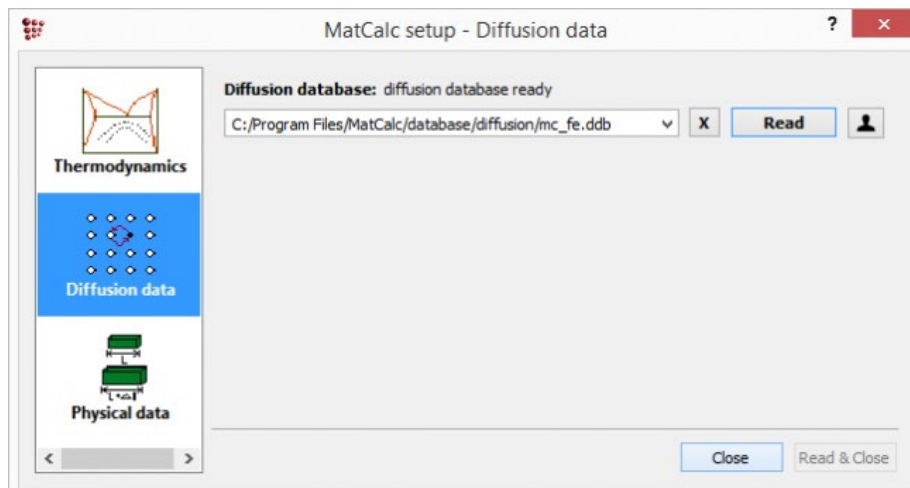 MatCalc setup - Diffusion data
?
x
Thermodynamics
Diffusion data
L
L+ΔL
Physical data
Diffusion database: diffusion database ready
C:/Program Files/MatCalc/database/diffusion/mc_fe.ddb
X
Read
Close
Read & Close